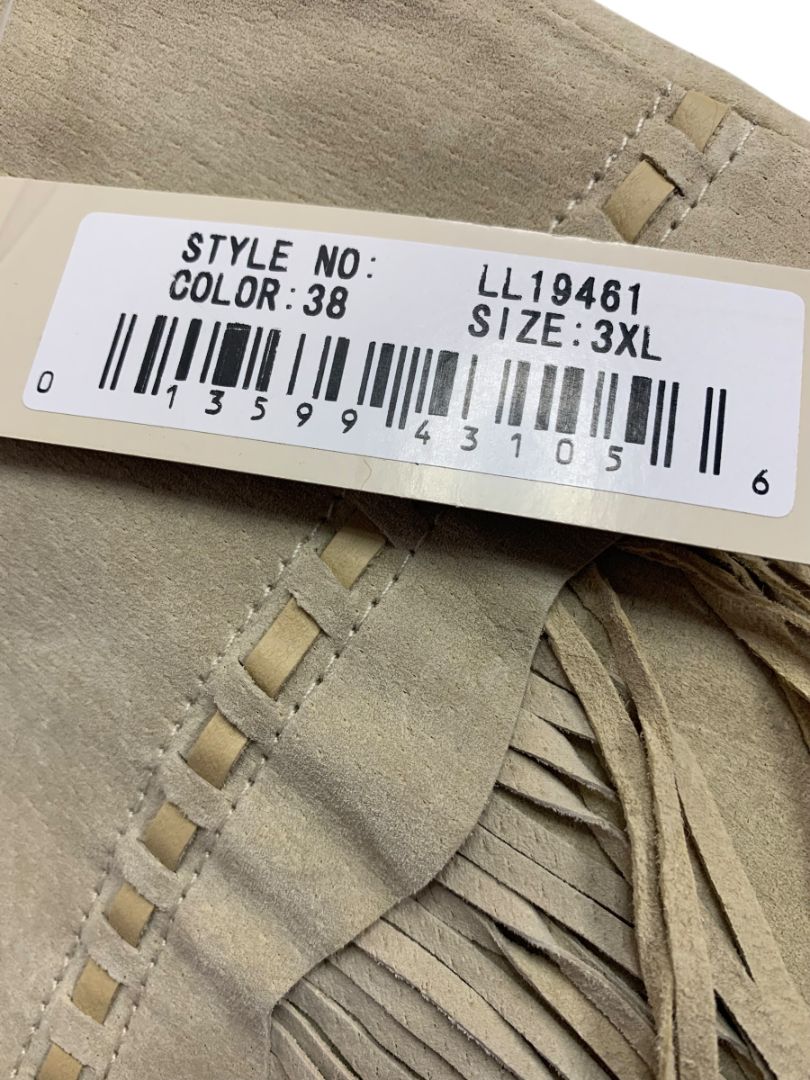 STYLE NO: LL19461
COLOR:38 SIZE:3XL
0 13599 43105 6